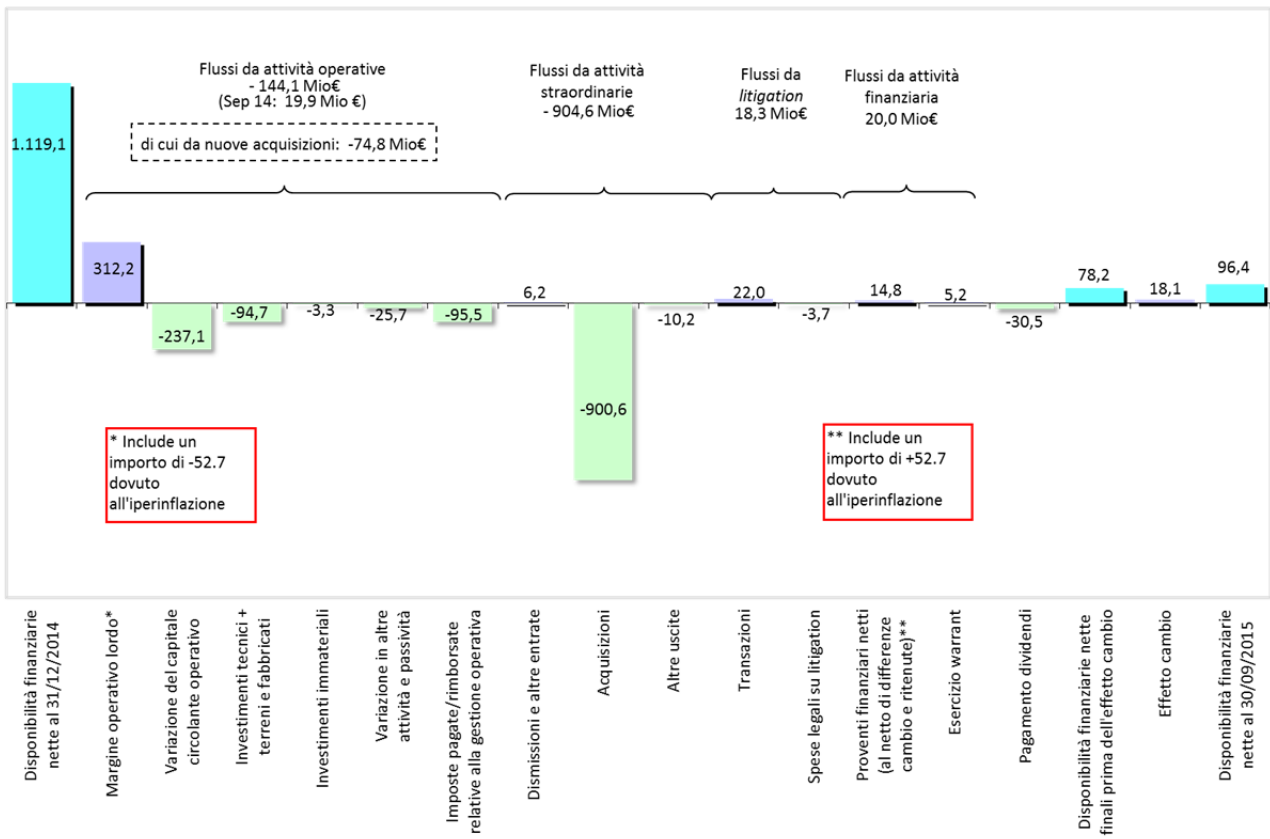 Flussi da attività operative
- 144,1 Mio€
(Sep 14: 19,9 Mio €)
di cui da nuove acquisizioni: -74,8 Mio€
Flussi da attività
straordinarie
- 904,6 Mio€
Flussi da
litigation
18,3 Mio€
Flussi da attività
finanziaria
20,0 Mio€
1.119,1
312,2
-237,1
-94,7
-3,3
-25,7
-95,5
6,2
-900,6
-10,2
22,0
-3,7
14,8
5,2
-30,5
78,2
18,1
96,4
* Include un
importo di -52.7
dovuto
all'iperinflazione
** Include un
importo di +52.7
dovuto
all'iperinflazione
Disponibilità finanziarie
nette al 31/12/2014
Margine operativo lordo*
Variazione del capitale
circolante operativo
Investimenti tecnici +
terreni e fabbricati
Investimenti immateriali
Variazione in altre
attività e passività
Imposte pagate/rimborsate
relative alla gestione operativa
Dismissioni e altre entrate
Acquisizioni
Altre uscite
Transazioni
Spese legali su litigation
Proventi finanziari netti
(al netto di differenze
cambio e ritenute)**
Esercizio warrant
Pagamento dividendi
Disponibilità finanziarie nette
finali prima dell'effetto cambio
Effetto cambio
Disponibilità finanziarie
nette al 30/09/2015